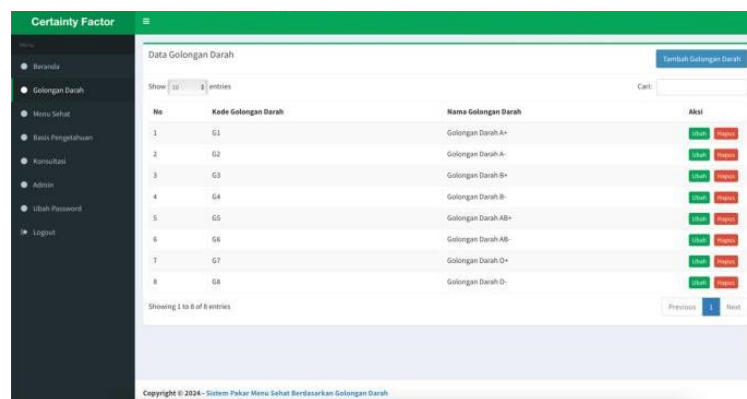 Certainty Factor
Menu
Beranda
Golongan Darah
Menu Sehat
Basis Pengetahuan
Konsultasi
Admin
Ubah Password
Logout
Data Golongan Darah
Tambah Golongan Darah
Show 10 entries
Cari:
No Kode Golongan Darah Nama Golongan Darah Aksi
1 G1 Golongan Darah A+ Ubah Hapus
2 G2 Golongan Darah A- Ubah Hapus
3 G3 Golongan Darah B+ Ubah Hapus
4 G4 Golongan Darah B- Ubah Hapus
5 G5 Golongan Darah AB+ Ubah Hapus
6 G6 Golongan Darah AB- Ubah Hapus
7 G7 Golongan Darah O+ Ubah Hapus
8 G8 Golongan Darah O- Ubah Hapus
Showing 1 to 8 of 8 entries
Previous 1 Next
Copyright © 2024 - Sistem Pakar Menu Sehat Berdasarkan Golongan Darah